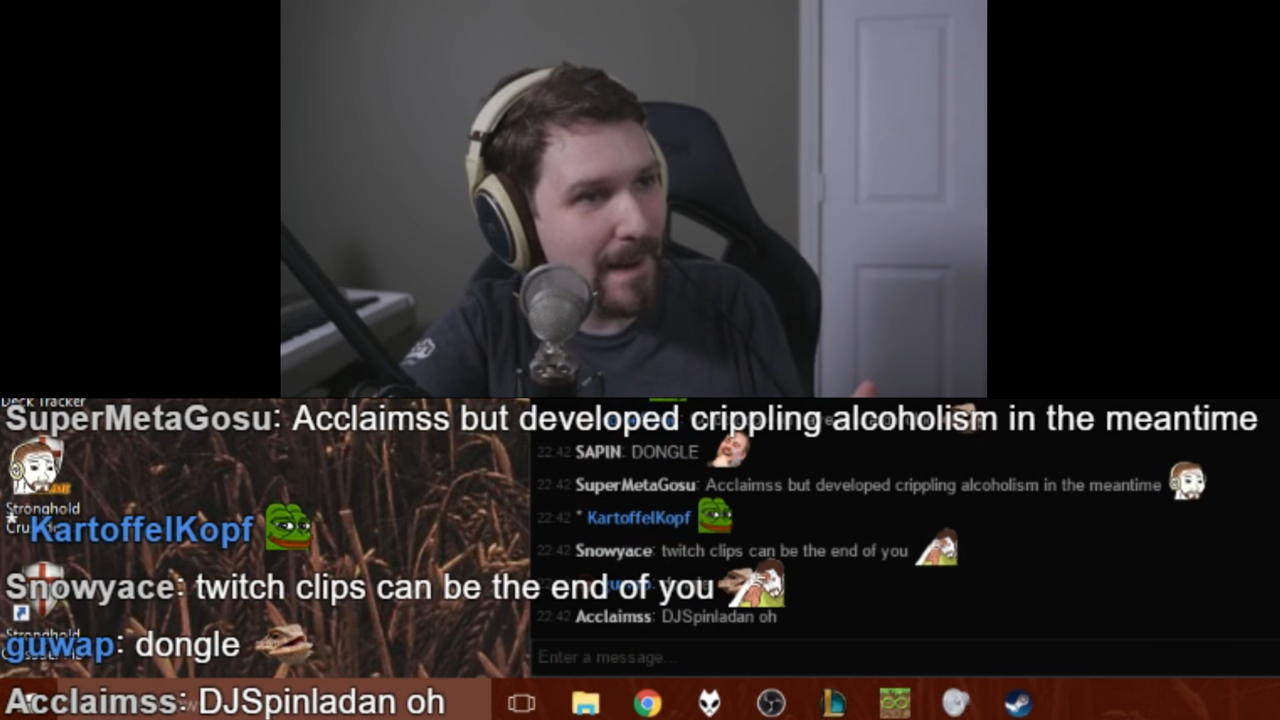 Deck Tracker
SuperMetaGosu: Acclaimss but developed crippling alcoholism in the meantime
22:42 SAPIN: DONGLE
22:42 SuperMetaGosu: Acclaimss but developed crippling alcoholism in the meantime
Stronghold
* KartoffelKopf
22:42 * KartoffelKopf
22:42 Snowyace: twitch clips can be the end of you
Snowyace: twitch clips can be the end of you
22:42 Acclaimss: DJSpinladan oh
Stronghold
guwap: dongle
Enter a message...
Acclaimss: DJSpinladan oh